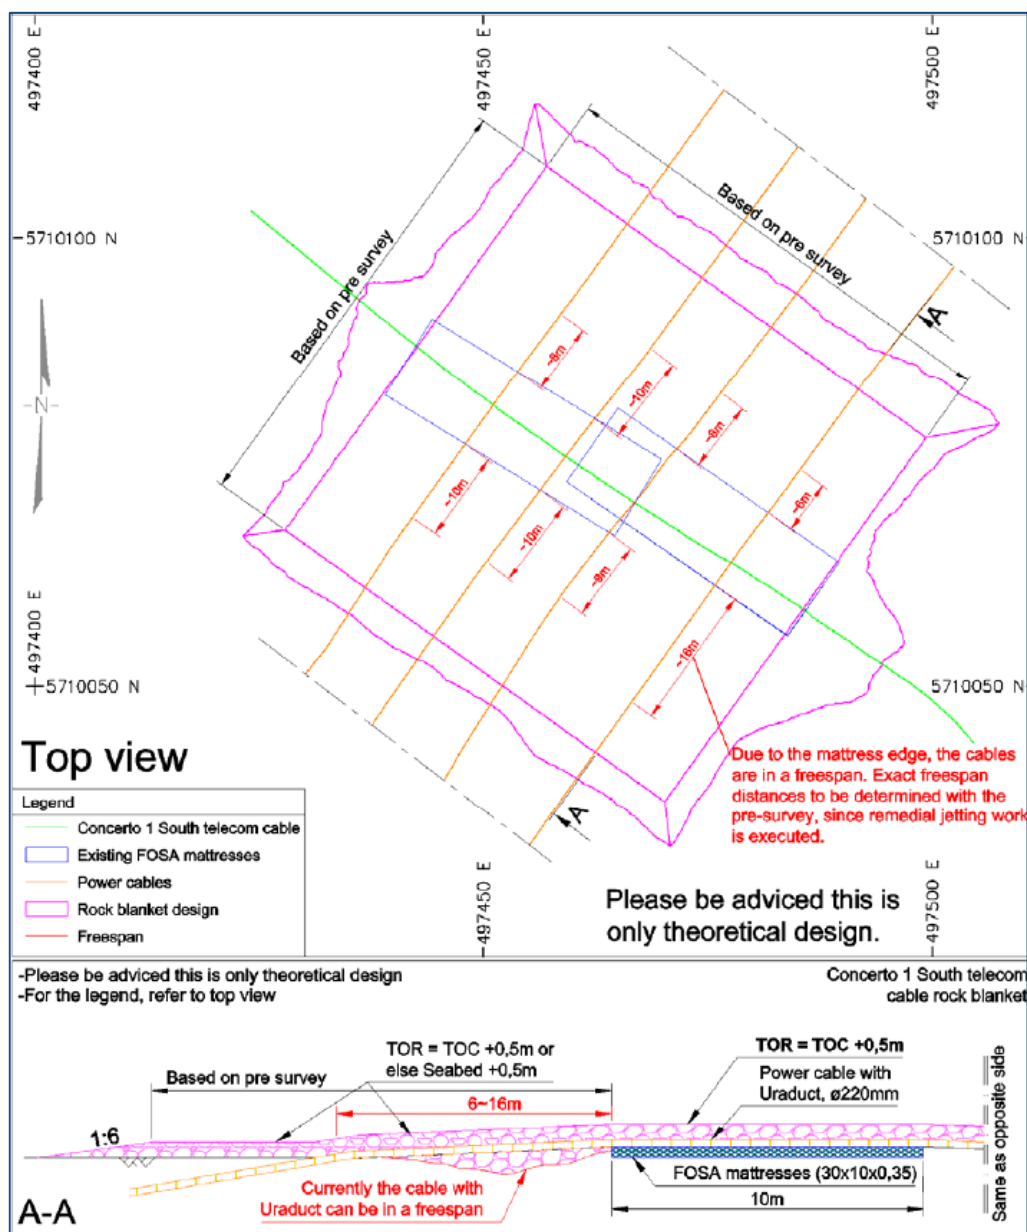 497400 E
497450 E
497500 E
5710100 N
5710100 N
Based on pre survey
Based on pre survey
A
N
~8m
~10m
~8m
~6m
~10m
~10m
~8m
~16m
497400 E
5710050 N
5710050 N
Top view
Due to the mattress edge, the cables
are in a freespan. Exact freespan
distances to be determined with the
pre-survey, since remedial jetting work
is executed.
A
Legend
Concerto 1 South telecom cable
Existing FOSA mattresses
Power cables
Rock blanket design
Freespan
497450 E
497500 E
Please be adviced this is
only theoretical design.
-Please be adviced this is only theoretical design
-For the legend, refer to top view
Concerto 1 South telecom
cable rock blanket
TOR = TOC +0,5m or
else Seabed +0,5m
TOR = TOC +0,5m
Based on pre survey
Power cable with
Uraduct, ø220mm
6~16m
1:6
Same as opposite side
Currently the cable with
Uraduct can be in a freespan
FOSA mattresses (30x10x0,35)
10m
A-A